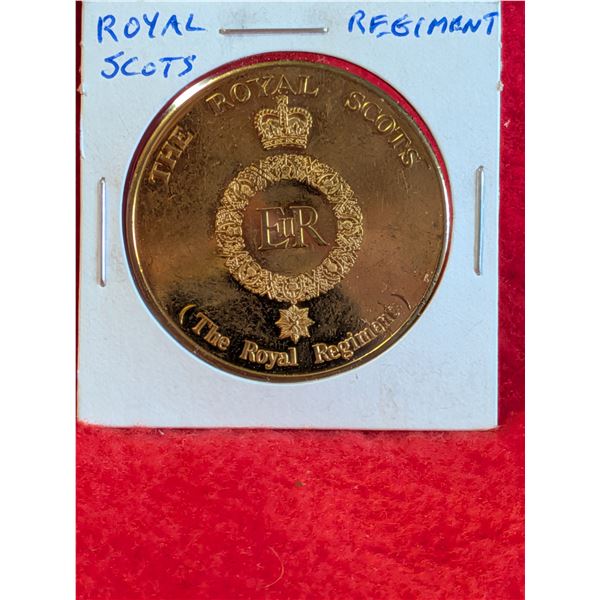 ROYAL REGIMENT
SCOTS
THE ROYAL SCOTS
EIIR
(The Royal Regiment)